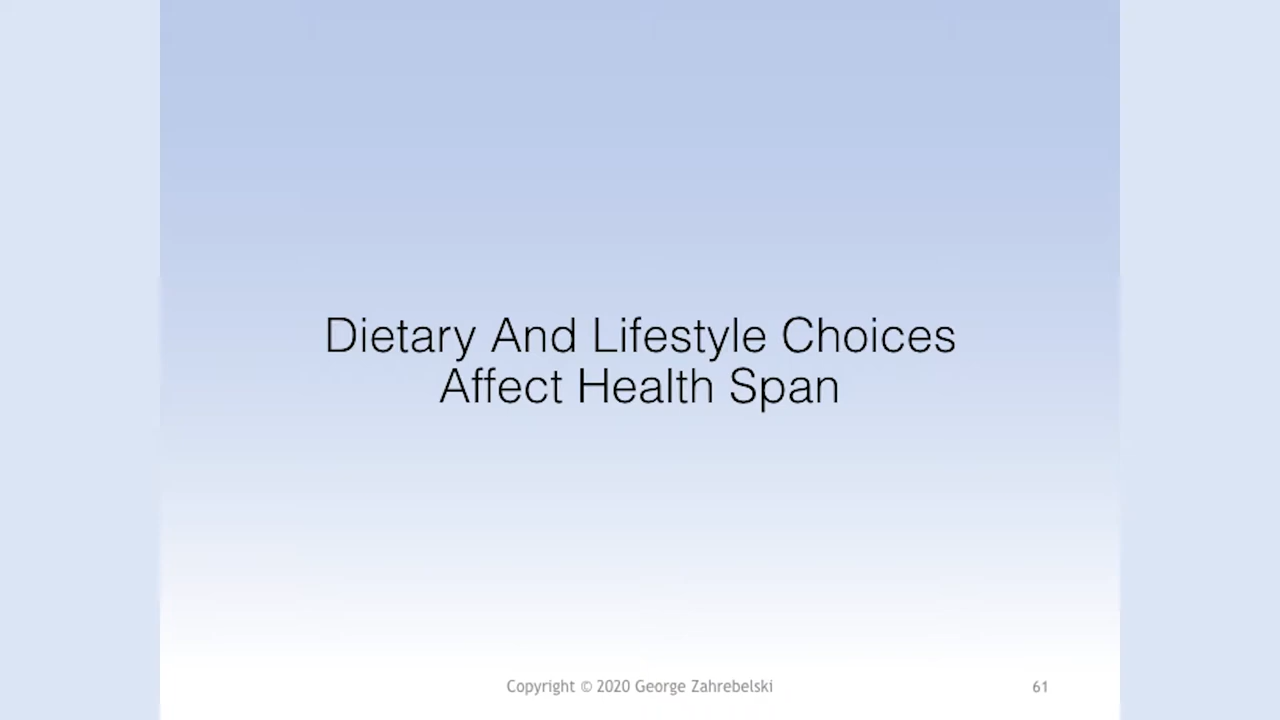 Dietary And Lifestyle Choices
Affect Health Span
Copyright © 2020 George Zahrebelski
61